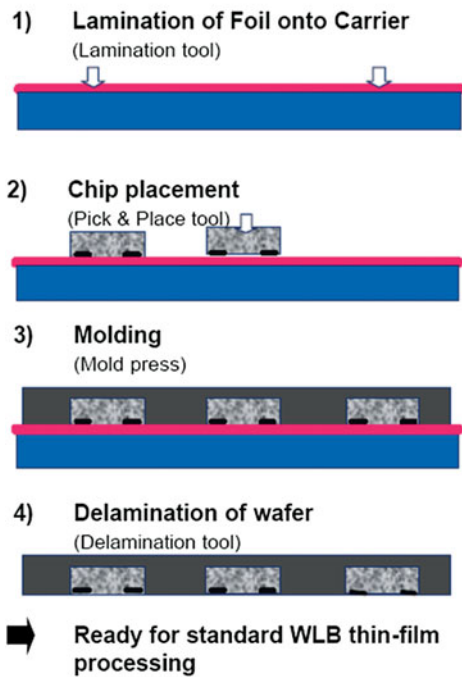 1) Lamination of Foil onto Carrier
(Lamination tool)
2) Chip placement
(Pick & Place tool)
3) Molding
(Mold press)
4) Delamination of wafer
(Delamination tool)
Ready for standard WLB thin-film
processing